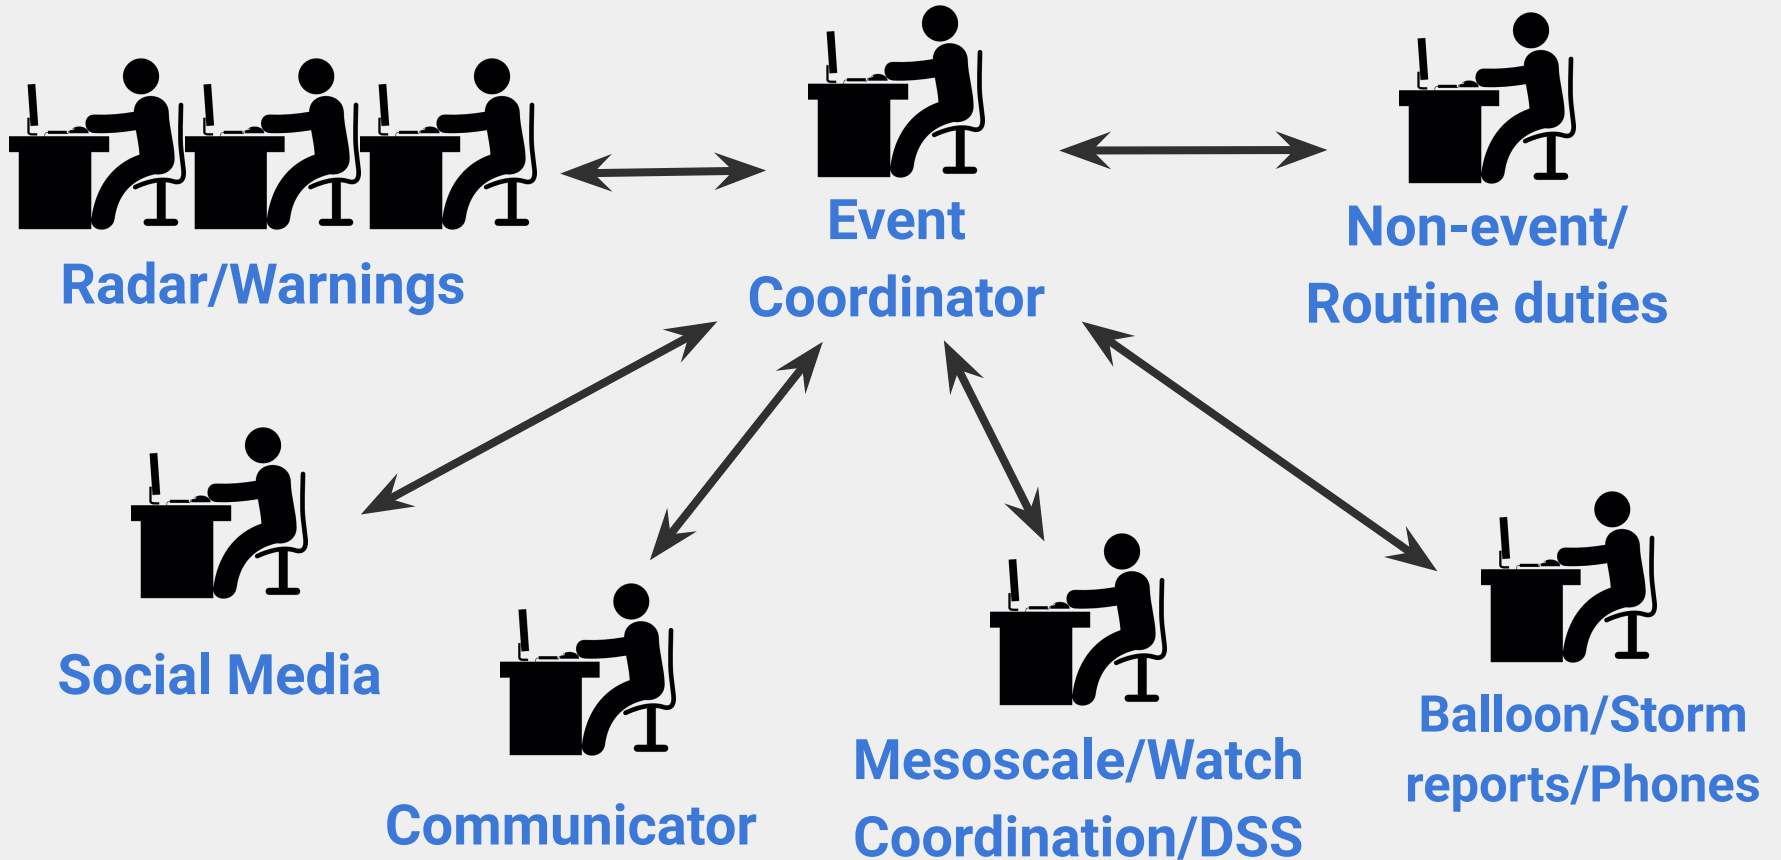 Radar/Warnings
Event
Coordinator
Non-event/
Routine duties
Social Media
Communicator
Mesoscale/Watch
Coordination/DSS
Balloon/Storm
reports/Phones